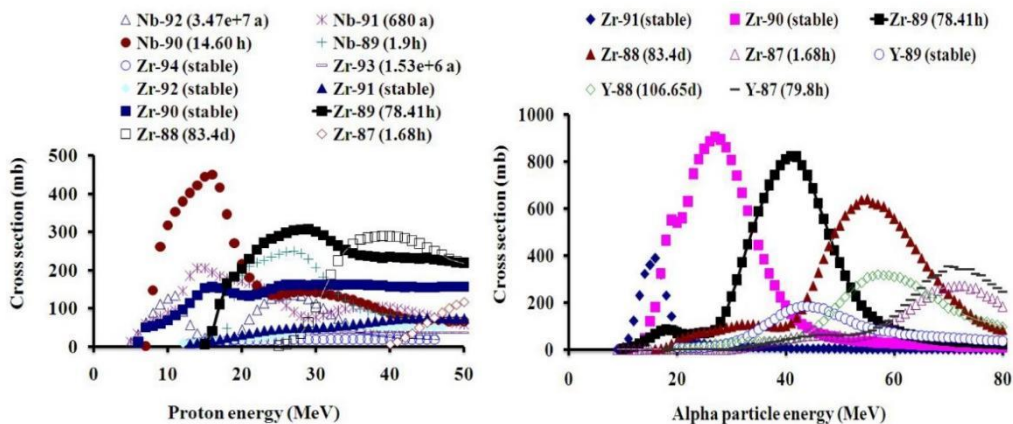 Nb-92 (3.47e+7 a) Nb-91 (680 a)
Nb-90 (14.60 h) Nb-89 (1.9h)
Zr-94 (stable) Zr-93 (1.53e+6 a)
Zr-92 (stable) Zr-91 (stable)
Zr-90 (stable) Zr-89 (78.41h)
Zr-88 (83.4d) Zr-87 (1.68h)
500
400
300
200
100
0
Cross section (mb)
0 10 20 30 40 50
Proton energy (MeV)
Zr-91(stable) Zr-90 (stable) Zr-89 (78.41h)
Zr-88 (83.4d) Zr-87 (1.68h) Y-89 (stable)
Y-88 (106.65d) Y-87 (79.8h)
1000
800
600
400
200
0
Cross section (mb)
0 20 40 60 80
Alpha particle energy (MeV)